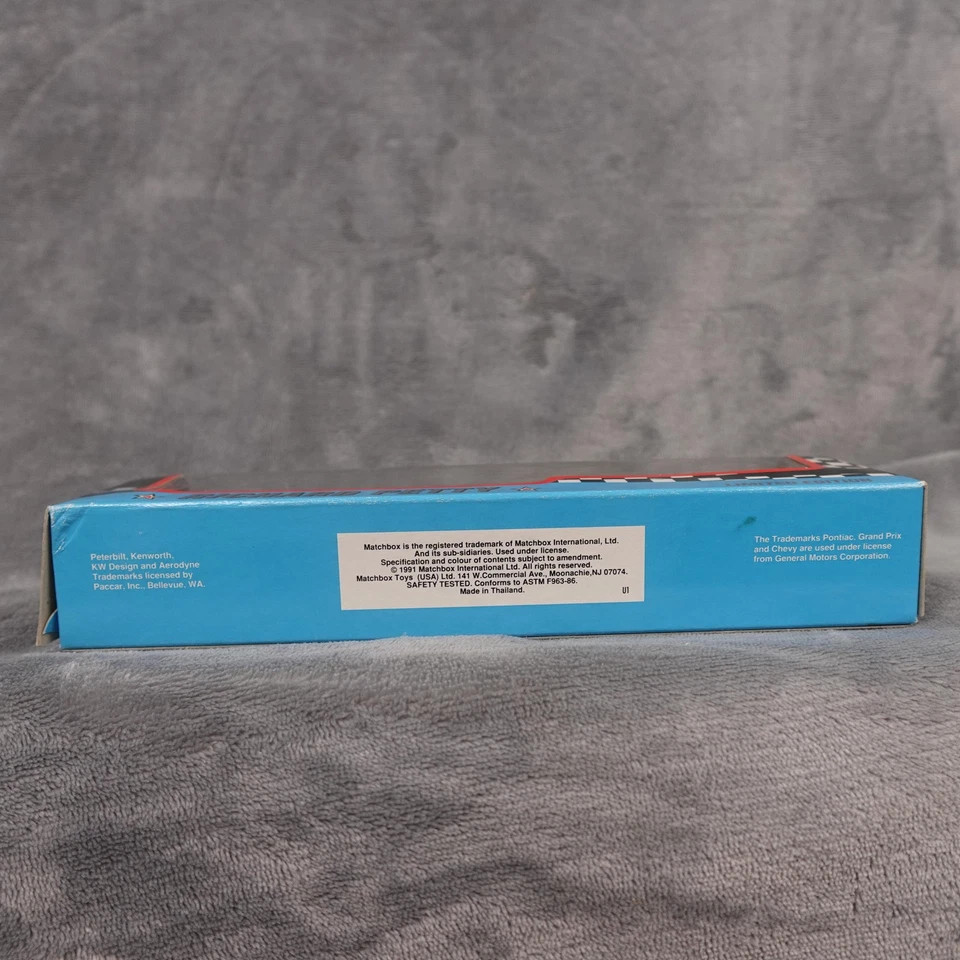 Peterbilt, Kenworth,
KW Design and Aerodyne
Trademarks licensed by
Paccar, Inc., Bellevue, WA.
Matchbox is the registered trademark of Matchbox International, Ltd.
And its sub-sidiaries. Used under license.
Specification and colour of contents subject to amendment.
© 1991 Matchbox International Ltd. All rights reserved.
Matchbox Toys (USA) Ltd. 141 W.Commercial Ave., Moonachie,NJ 07074.
SAFETY TESTED. Conforms to ASTM F963-86.
Made in Thailand.
U1
The Trademarks Pontiac, Grand Prix
and Chevy are used under license
from General Motors Corporation.